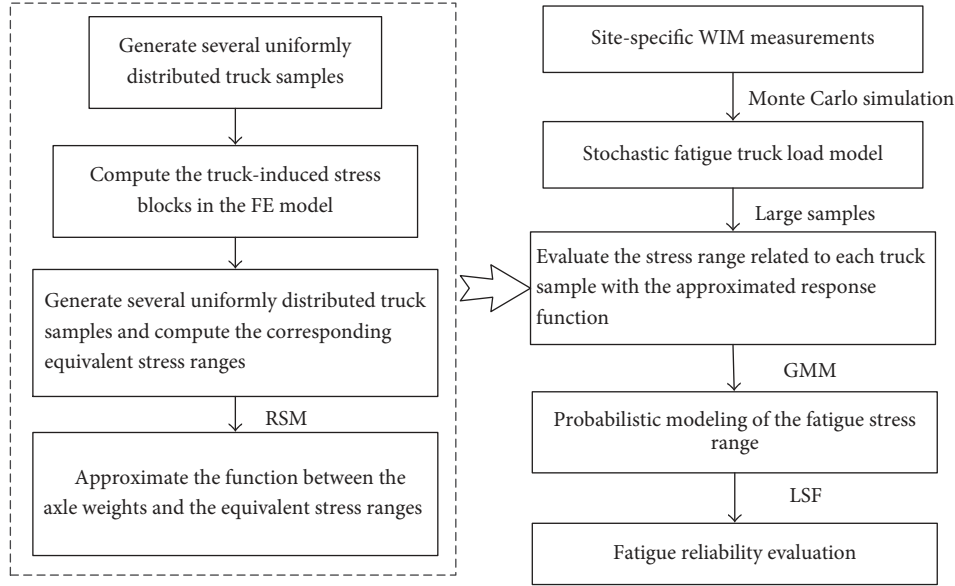 Generate several uniformly
distributed truck samples
Compute the truck-induced stress
blocks in the FE model
Generate several uniformly distributed truck
samples and compute the corresponding
equivalent stress ranges
RSM
Approximate the function between the
axle weights and the equivalent stress ranges
Site-specific WIM measurements
Monte Carlo simulation
Stochastic fatigue truck load model
Large samples
Evaluate the stress range related to each truck
sample with the approximated response
function
GMM
Probabilistic modeling of the fatigue stress
range
LSF
Fatigue reliability evaluation